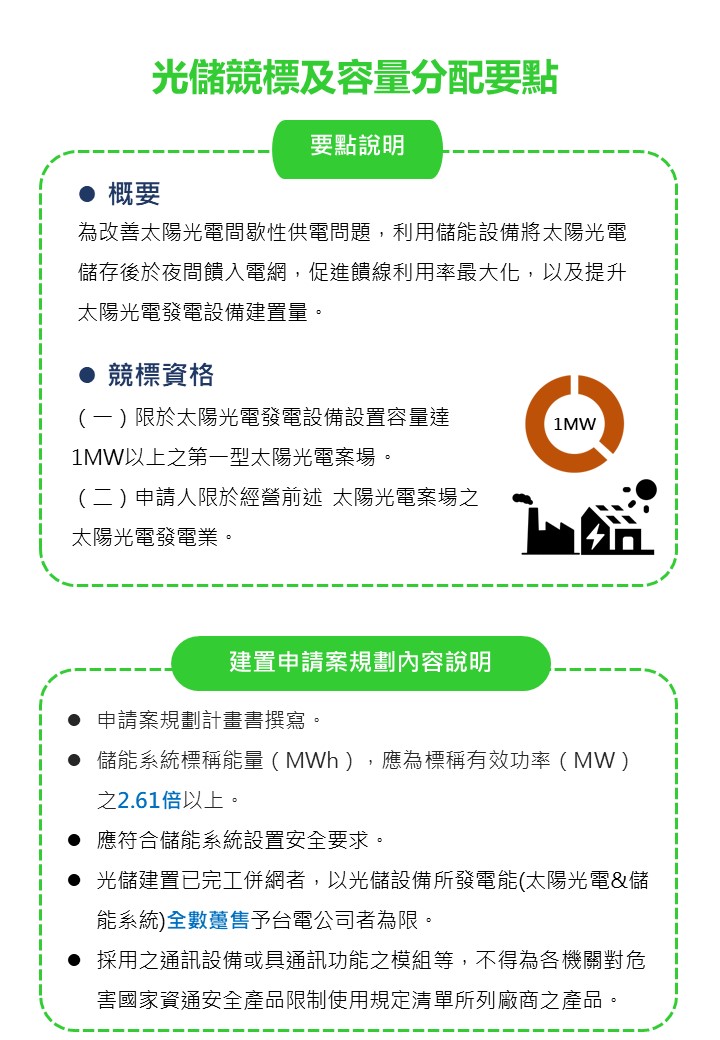 光儲競標及容量分配要點
要點說明
● 概要
為改善太陽光電間歇性供電問題，利用儲能設備將太陽光電
儲存後於夜間饋入電網，促進饋線利用率最大化，以及提升
太陽光電發電設備建置量。
● 競標資格
（一）限於太陽光電發電設備設置容量達
1MW以上之第一型太陽光電案場。
（二）申請人限於經營前述 太陽光電案場之
太陽光電發電業。
1MW
建置申請案規劃內容說明
● 申請案規劃計畫書撰寫。
● 儲能系統標稱能量（MWh），應為標稱有效功率（MW）
之2.61倍以上。
● 應符合儲能系統設置安全要求。
● 光儲建置已完工併網者，以光儲設備所發電能(太陽光電&儲
能系統)全數躉售予台電公司者為限。
● 採用之通訊設備或具通訊功能之模組等，不得為各機關對危
害國家資通安全產品限制使用規定清單所列廠商之產品。